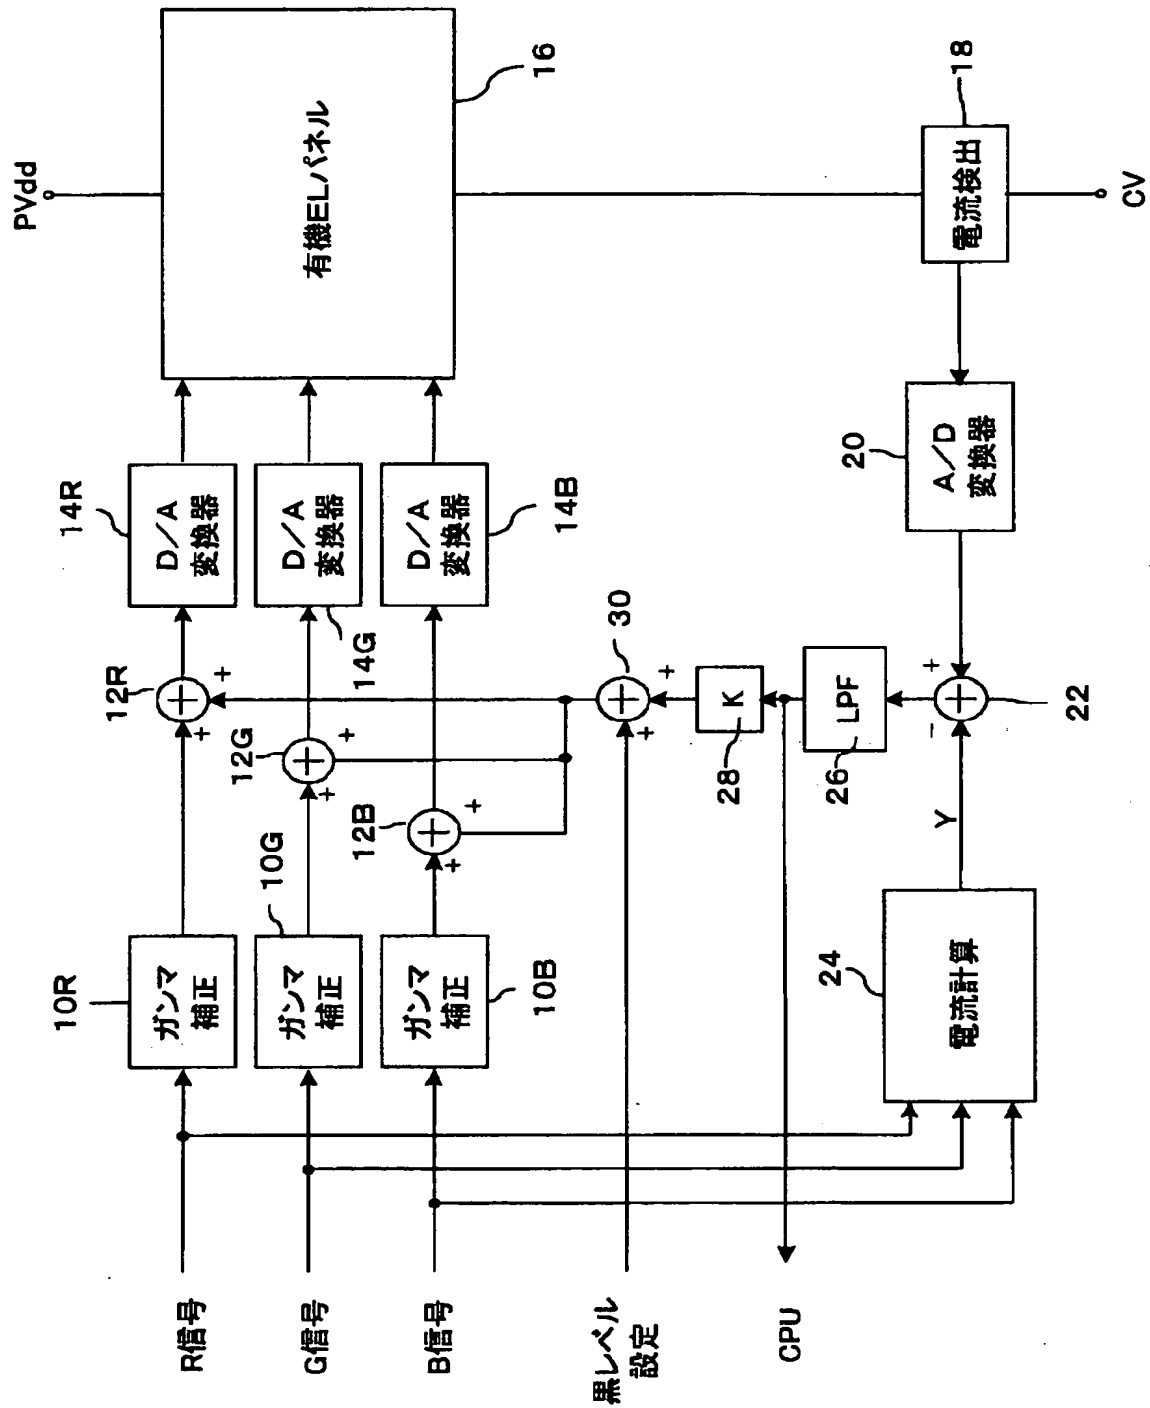 R信号
G信号
B信号
黒レベル
設定
CPU
10R
ガンマ
補正
10G
ガンマ
補正
10B
ガンマ
補正
12R
+
+
12G
+
+
12B
+
+
14R
D/A
変換器
14G
D/A
変換器
14B
D/A
変換器
PVdd
有機ELパネル
16
18
電流検出
CV
20
A/D
変換器
22
+
−
Y
24
電流計算
26
LPF
28
K
30
+
+